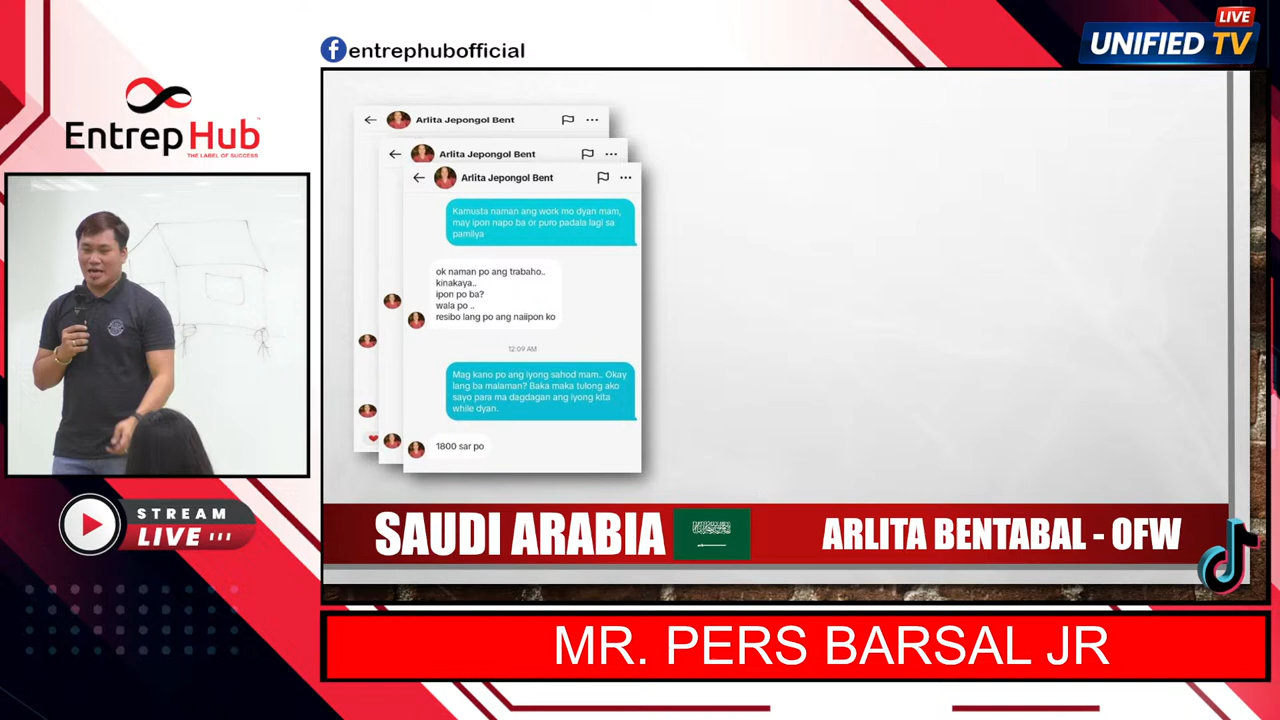 entrephubofficial
LIVE
UNIFIED TV
Entrep Hub
THE LABEL OF SUCCESS
Arlita Jepongol Bent
Arlita Jepongol Bent
Arlita Jepongol Bent
Kamusta naman ang work mo dyan mam,
may ipon napo ba or puro padala lagi sa
pamilya
ok naman po ang trabaho..
kinakaya..
ipon po ba?
wala po ..
resibo lang po ang naiipon ko
12:09 AM
Mag kano po ang iyong sahod mam.. Okay
lang ba malaman? Baka maka tulong ako
sayo para ma dagdagan ang iyong kita
while dyan.
1800 sar po
STREAM
LIVE
SAUDI ARABIA
ARLITA BENTABAL - OFW
MR. PERS BARSAL JR